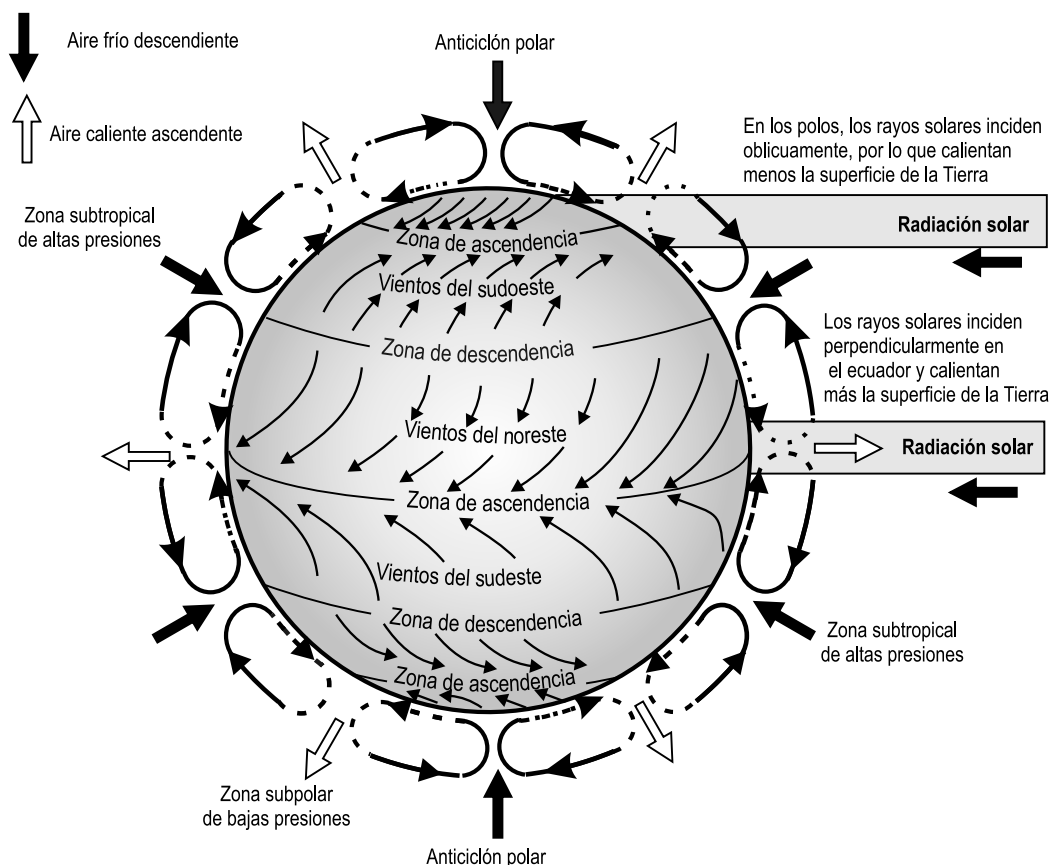 Aire frío descendiente
Anticiclón polar
Aire caliente ascendente
En los polos, los rayos solares inciden
oblicuamente, por lo que calientan
menos la superficie de la Tierra
Radiación solar
Zona subtropical
de altas presiones
Zona de ascendencia
Vientos del sudoeste
Zona de descendencia
Los rayos solares inciden
perpendicularmente en
el ecuador y calientan
más la superficie de la Tierra
Radiación solar
Vientos del noreste
Zona de ascendencia
Vientos del sudeste
Zona de descendencia
Zona subtropical
de altas presiones
Zona de ascendencia
Zona subpolar
de bajas presiones
Anticiclón polar